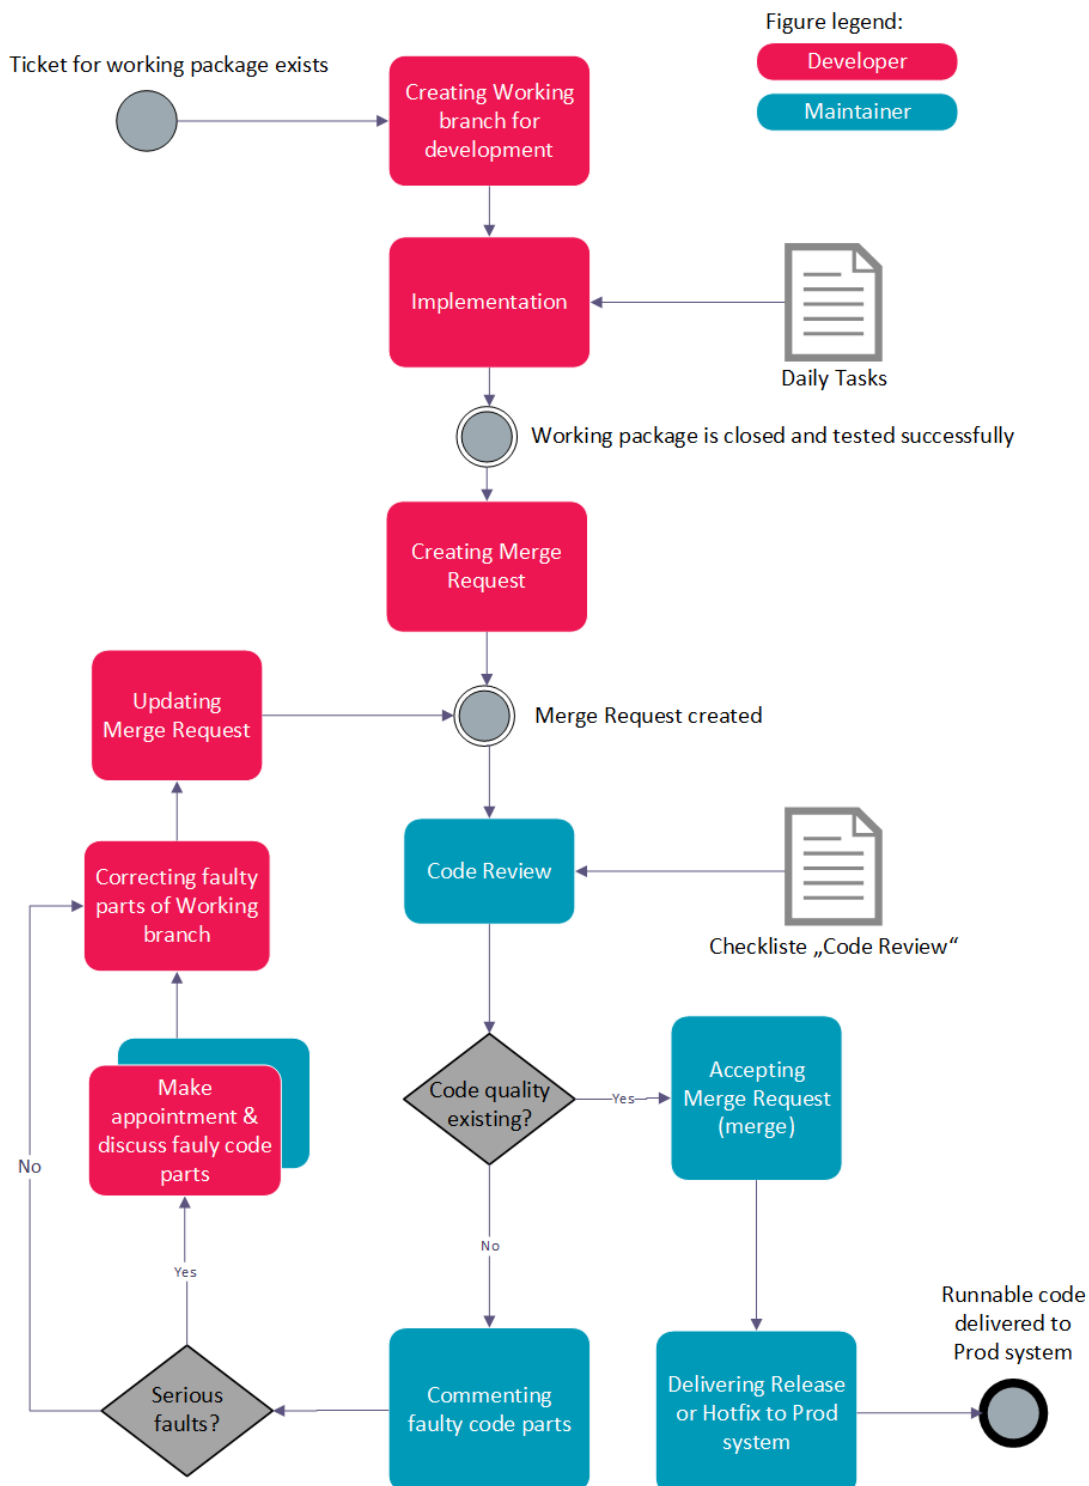 Figure legend:
Developer
Maintainer
Ticket for working package exists
Creating Working
branch for
development
Implementation
Daily Tasks
Working package is closed and tested successfully
Creating Merge
Request
Updating
Merge Request
Merge Request created
Correcting faulty
parts of Working
branch
Code Review
Checkliste „Code Review“
Make
appointment &
discuss fauly code
parts
Code quality
existing?
Yes
Accepting
Merge Request
(merge)
No
No
Yes
Serious
faults?
Commenting
faulty code parts
Delivering Release
or Hotfix to Prod
system
Runnable code
delivered to
Prod system